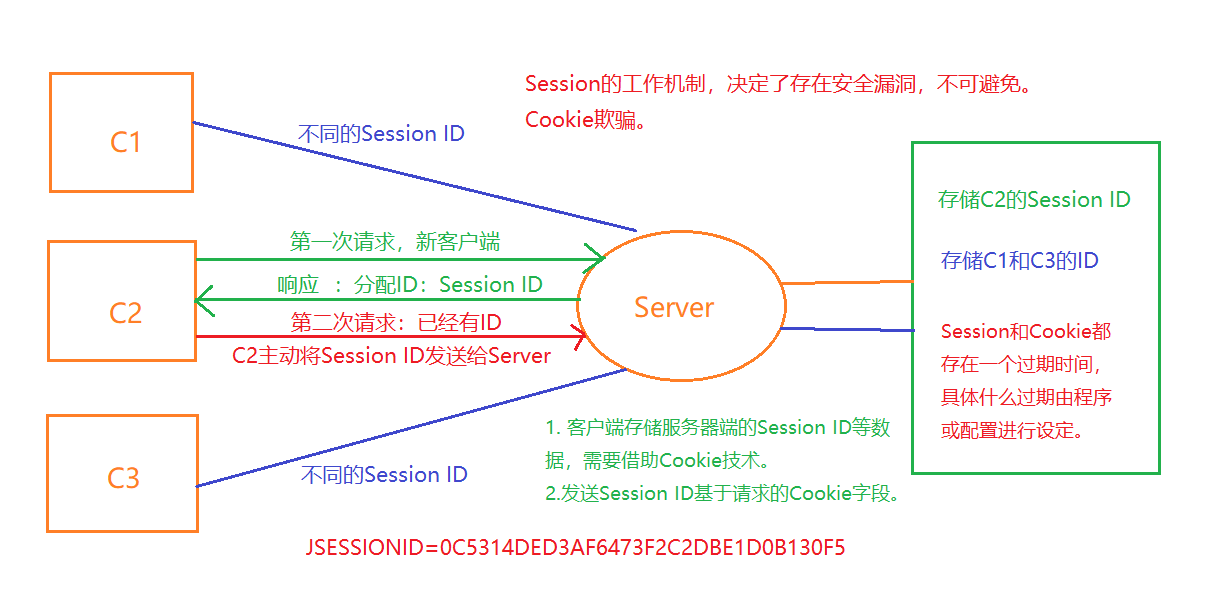 Session的工作机制，决定了存在安全漏洞，不可避免。
Cookie欺骗。
C1
不同的Session ID
存储C2的Session ID
第一次请求，新客户端
存储C1和C3的ID
响应 ：分配ID：Session ID
C2
Server
第二次请求：已经有ID
C2主动将Session ID发送给Server
Session和Cookie都
存在一个过期时间，
具体什么过期由程序
或配置进行设定。
C3
不同的Session ID
1. 客户端存储服务器端的Session ID等数
据，需要借助Cookie技术。
2.发送Session ID基于请求的Cookie字段。
JSESSIONID=0C5314DED3AF6473F2C2DBE1D0B130F5